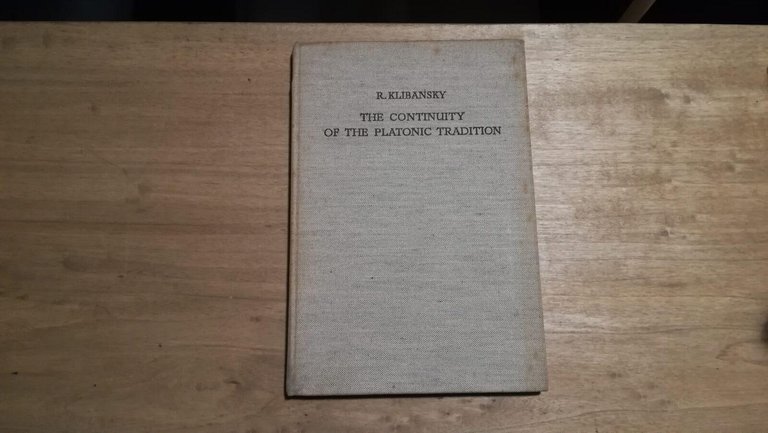 R. KLIBANSKY
THE CONTINUITY
OF THE PLATONIC TRADITION